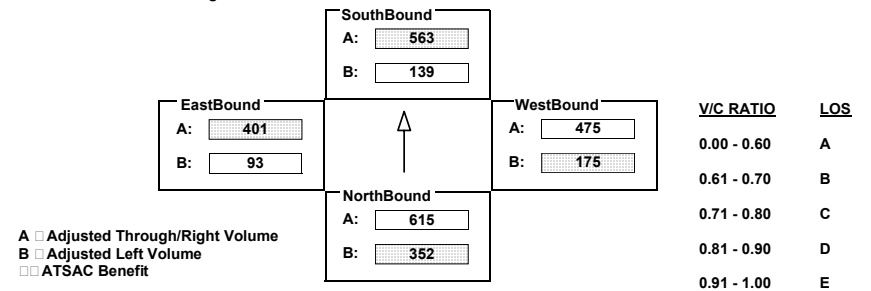 SouthBound
A: 563
B: 139
EastBound
A: 401
B: 93
WestBound
A: 475
B: 175
NorthBound
A: 615
B: 352
A □ Adjusted Through/Right Volume
B □ Adjusted Left Volume
□□ ATSAC Benefit
V/C RATIO LOS
0.00 - 0.60 A
0.61 - 0.70 B
0.71 - 0.80 C
0.81 - 0.90 D
0.91 - 1.00 E